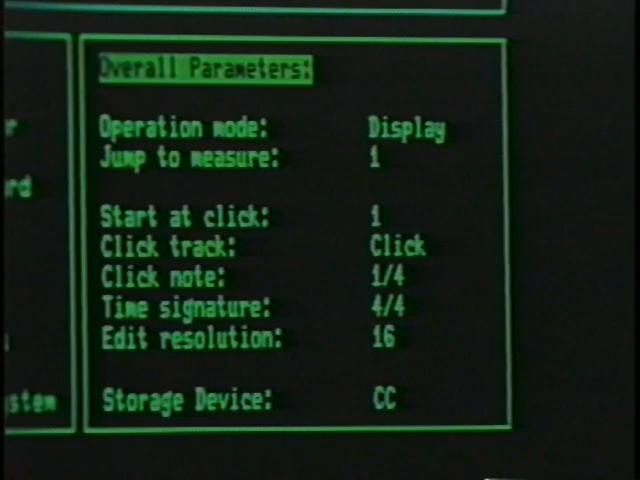 Overall Parameters:
Operation mode: Display
Jump to measure: 1
Start at click: 1
Click track: Click
Click note: 1/4
Time signature: 4/4
Edit resolution: 16
Storage Device: CC